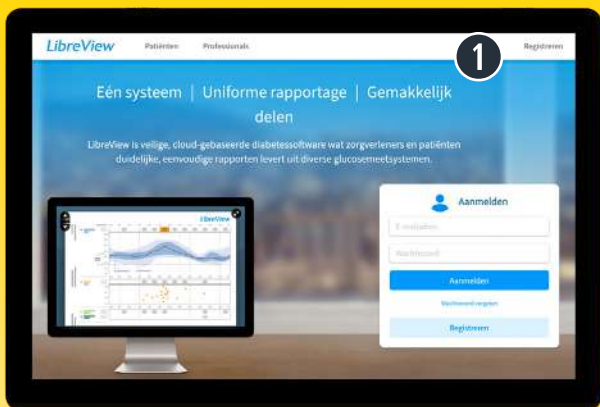 LibreView
Patiënten
Professionals
1
Registreren
Eén systeem | Uniforme rapportage | Gemakkelijk
delen
LibreView is veilige, cloud-gebaseerde diabetessoftware wat zorgverleners en patiënten
duidelijke, eenvoudige rapporten levert uit diverse glucosemeetsystemen.
LibreView
Aanmelden
E-mailadres
Wachtwoord
Aanmelden
Wachtwoord vergeten
Registreren